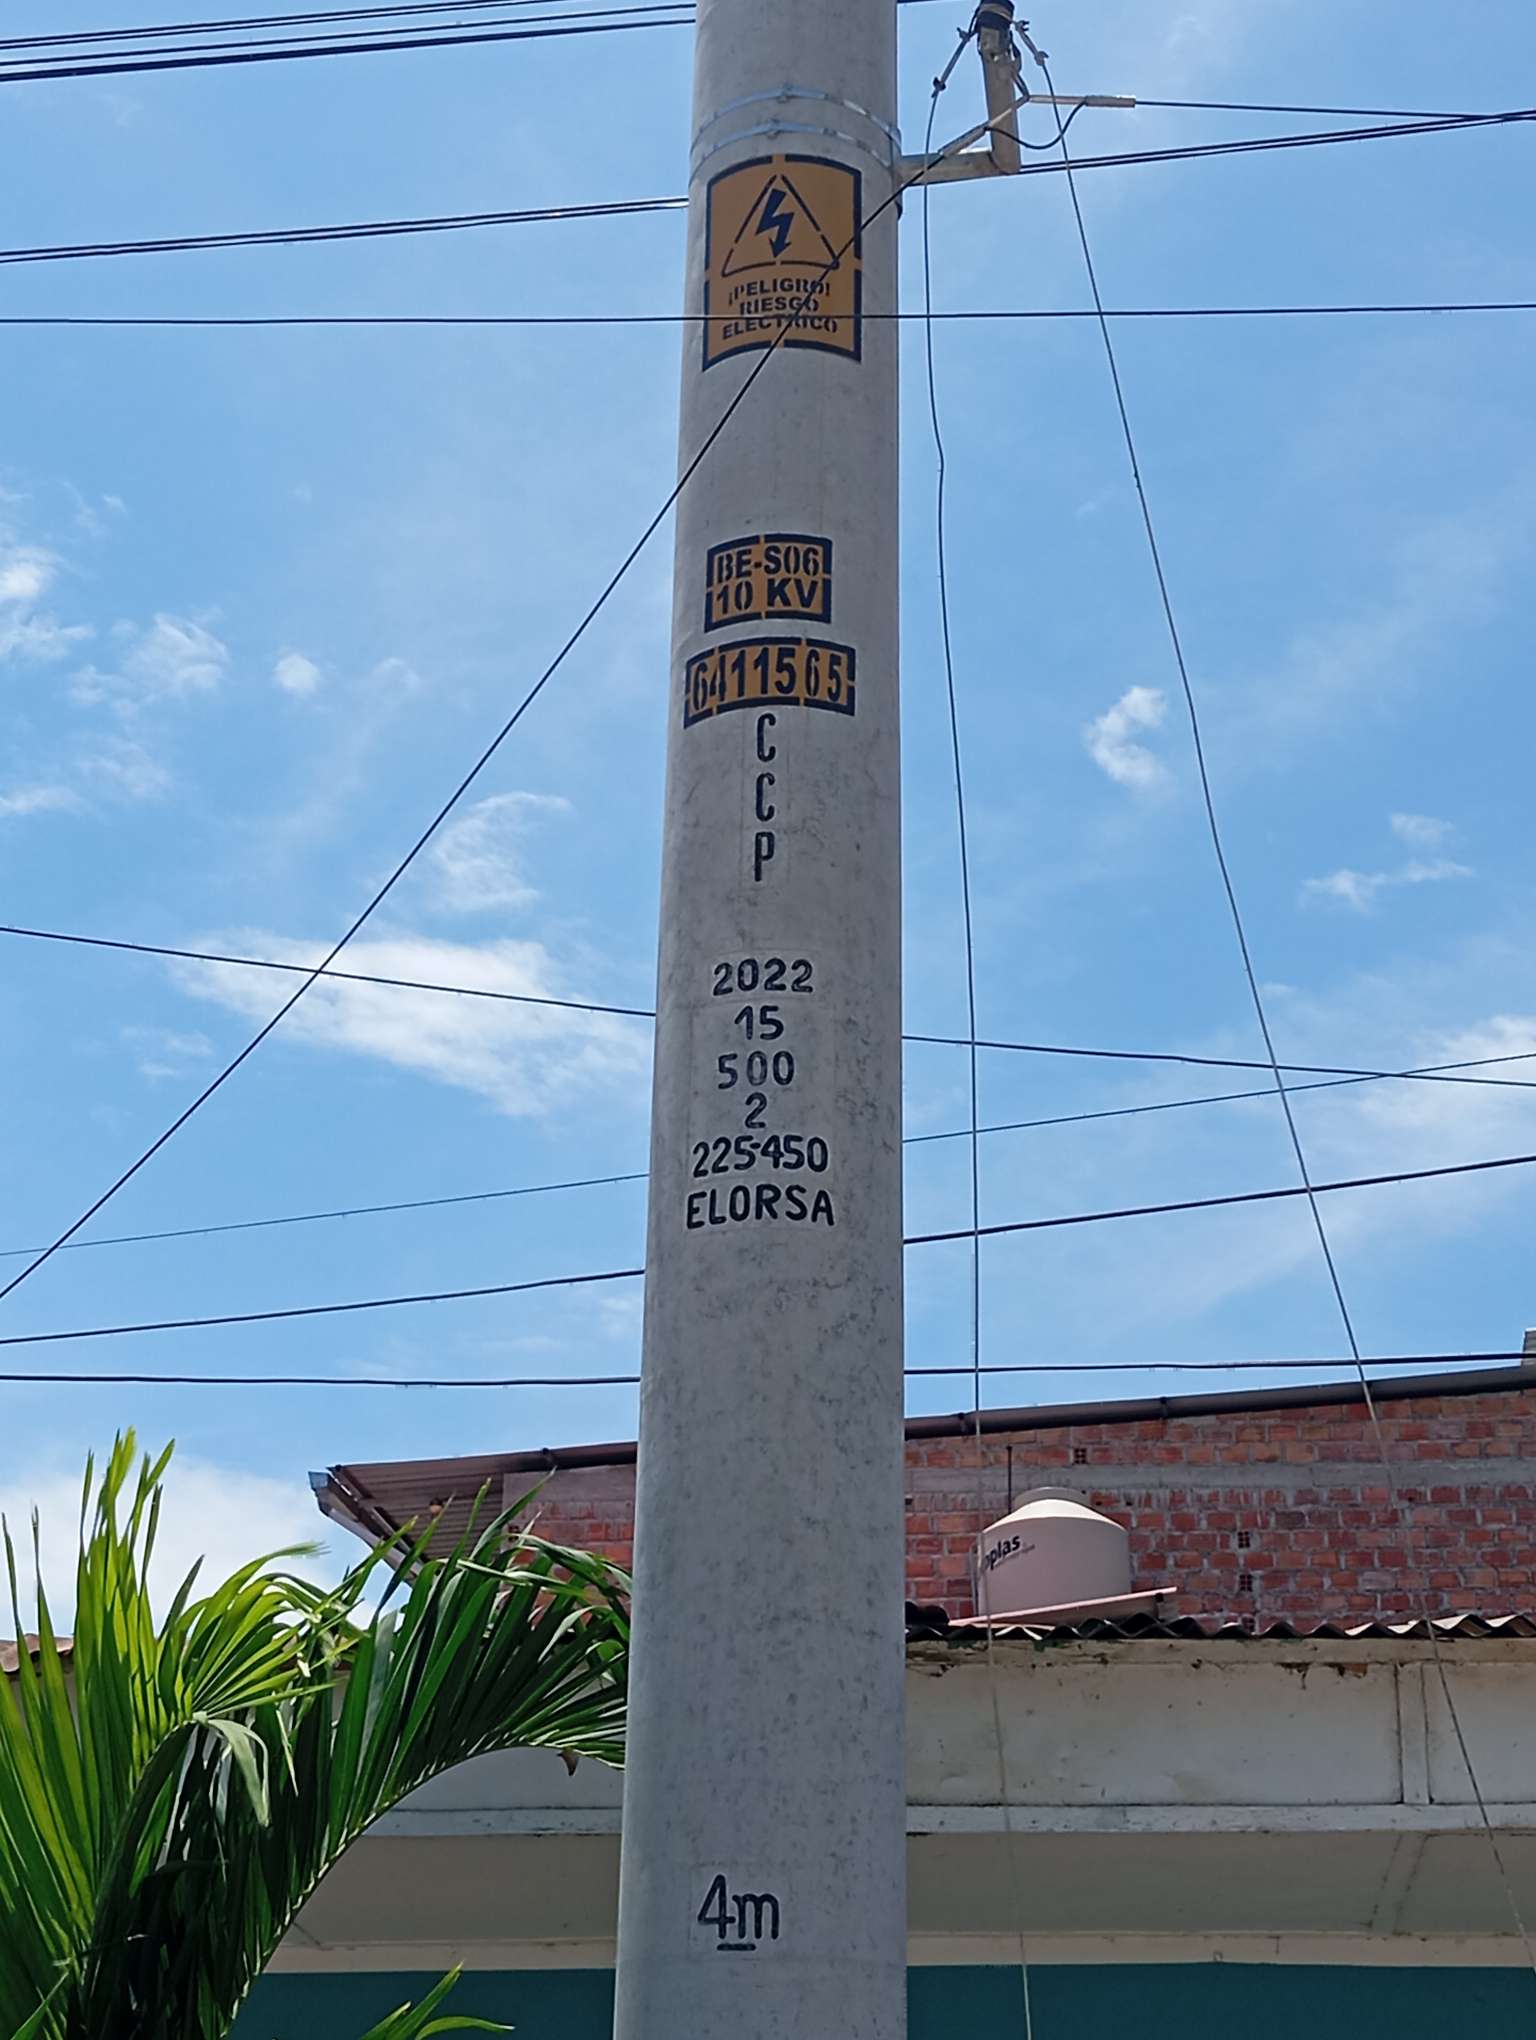 ¡PELIGRO!
RIESGO
ELECTRICO
BE-S06
10 KV
6411565
C
C
P
2022
15
500
2
225-450
ELORSA
4m